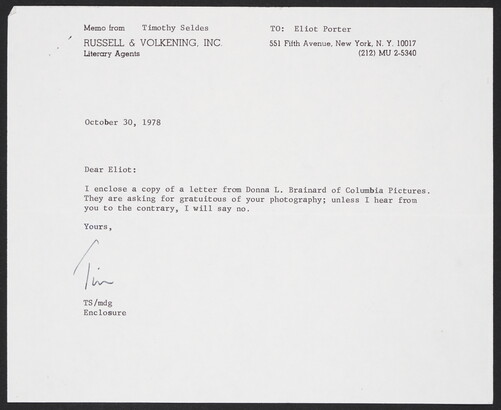 Memo from Timothy Seldes TO: Eliot Porter
RUSSELL & VOLKENING, INC. 551 Fifth Avenue, New York, N. Y. 10017
Literary Agents (212) MU 2-5340
October 30, 1978
Dear Eliot:
I enclose a copy of a letter from Donna L. Brainard of Columbia Pictures.
They are asking for gratuitous of your photography; unless I hear from
you to the contrary, I will say no.
Yours,
Tim
TS/mdg
Enclosure